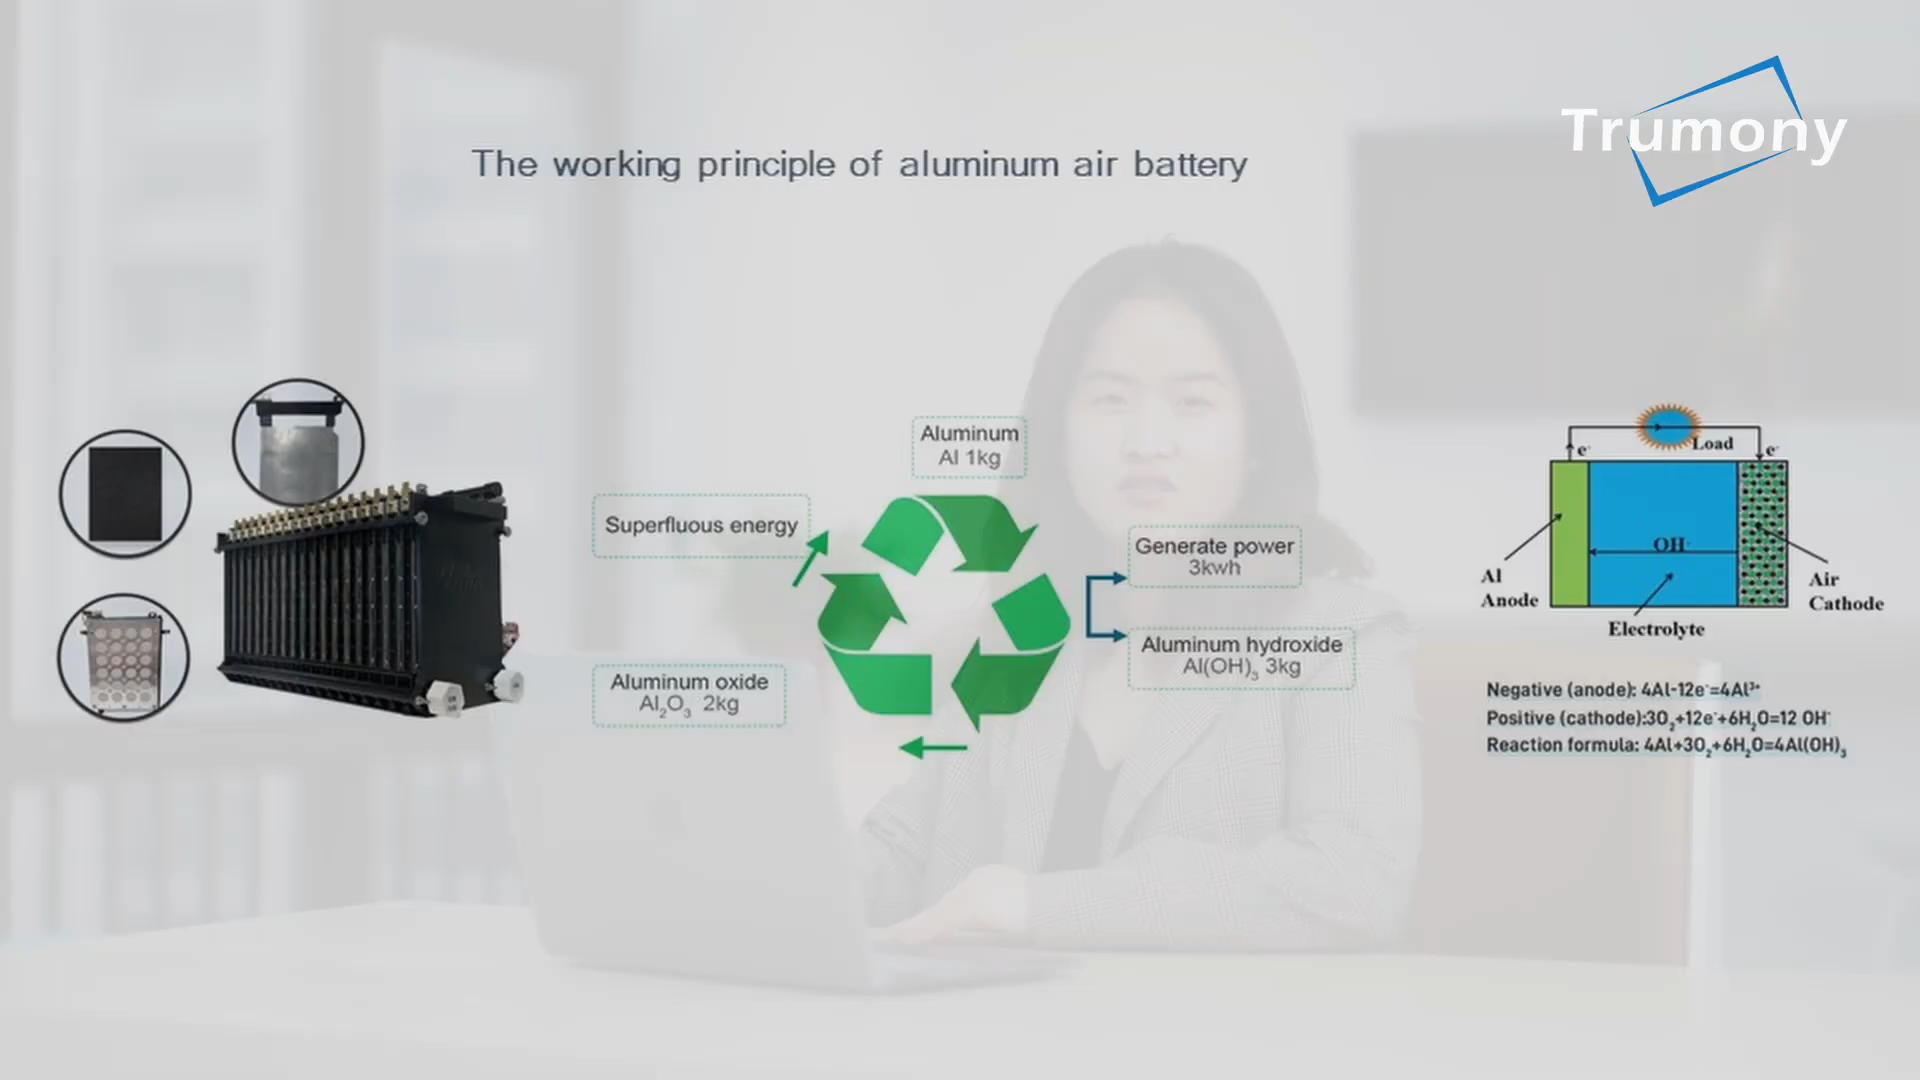 Trumony
The working principle of aluminum air battery
Aluminum
Al 1kg
Superfluous energy
Generate power
3kwh
Aluminum hydroxide
Al(OH)₃ 3kg
Aluminum oxide
Al₂O₃ 2kg
Load
e⁻
e⁻
OH⁻
Al
Anode
Air
Cathode
Electrolyte
Negative (anode): 4Al-12e⁻=4Al³⁺
Positive (cathode):3O₂+12e⁻+6H₂O=12 OH⁻
Reaction formula: 4Al+3O₂+6H₂O=4Al(OH)₃